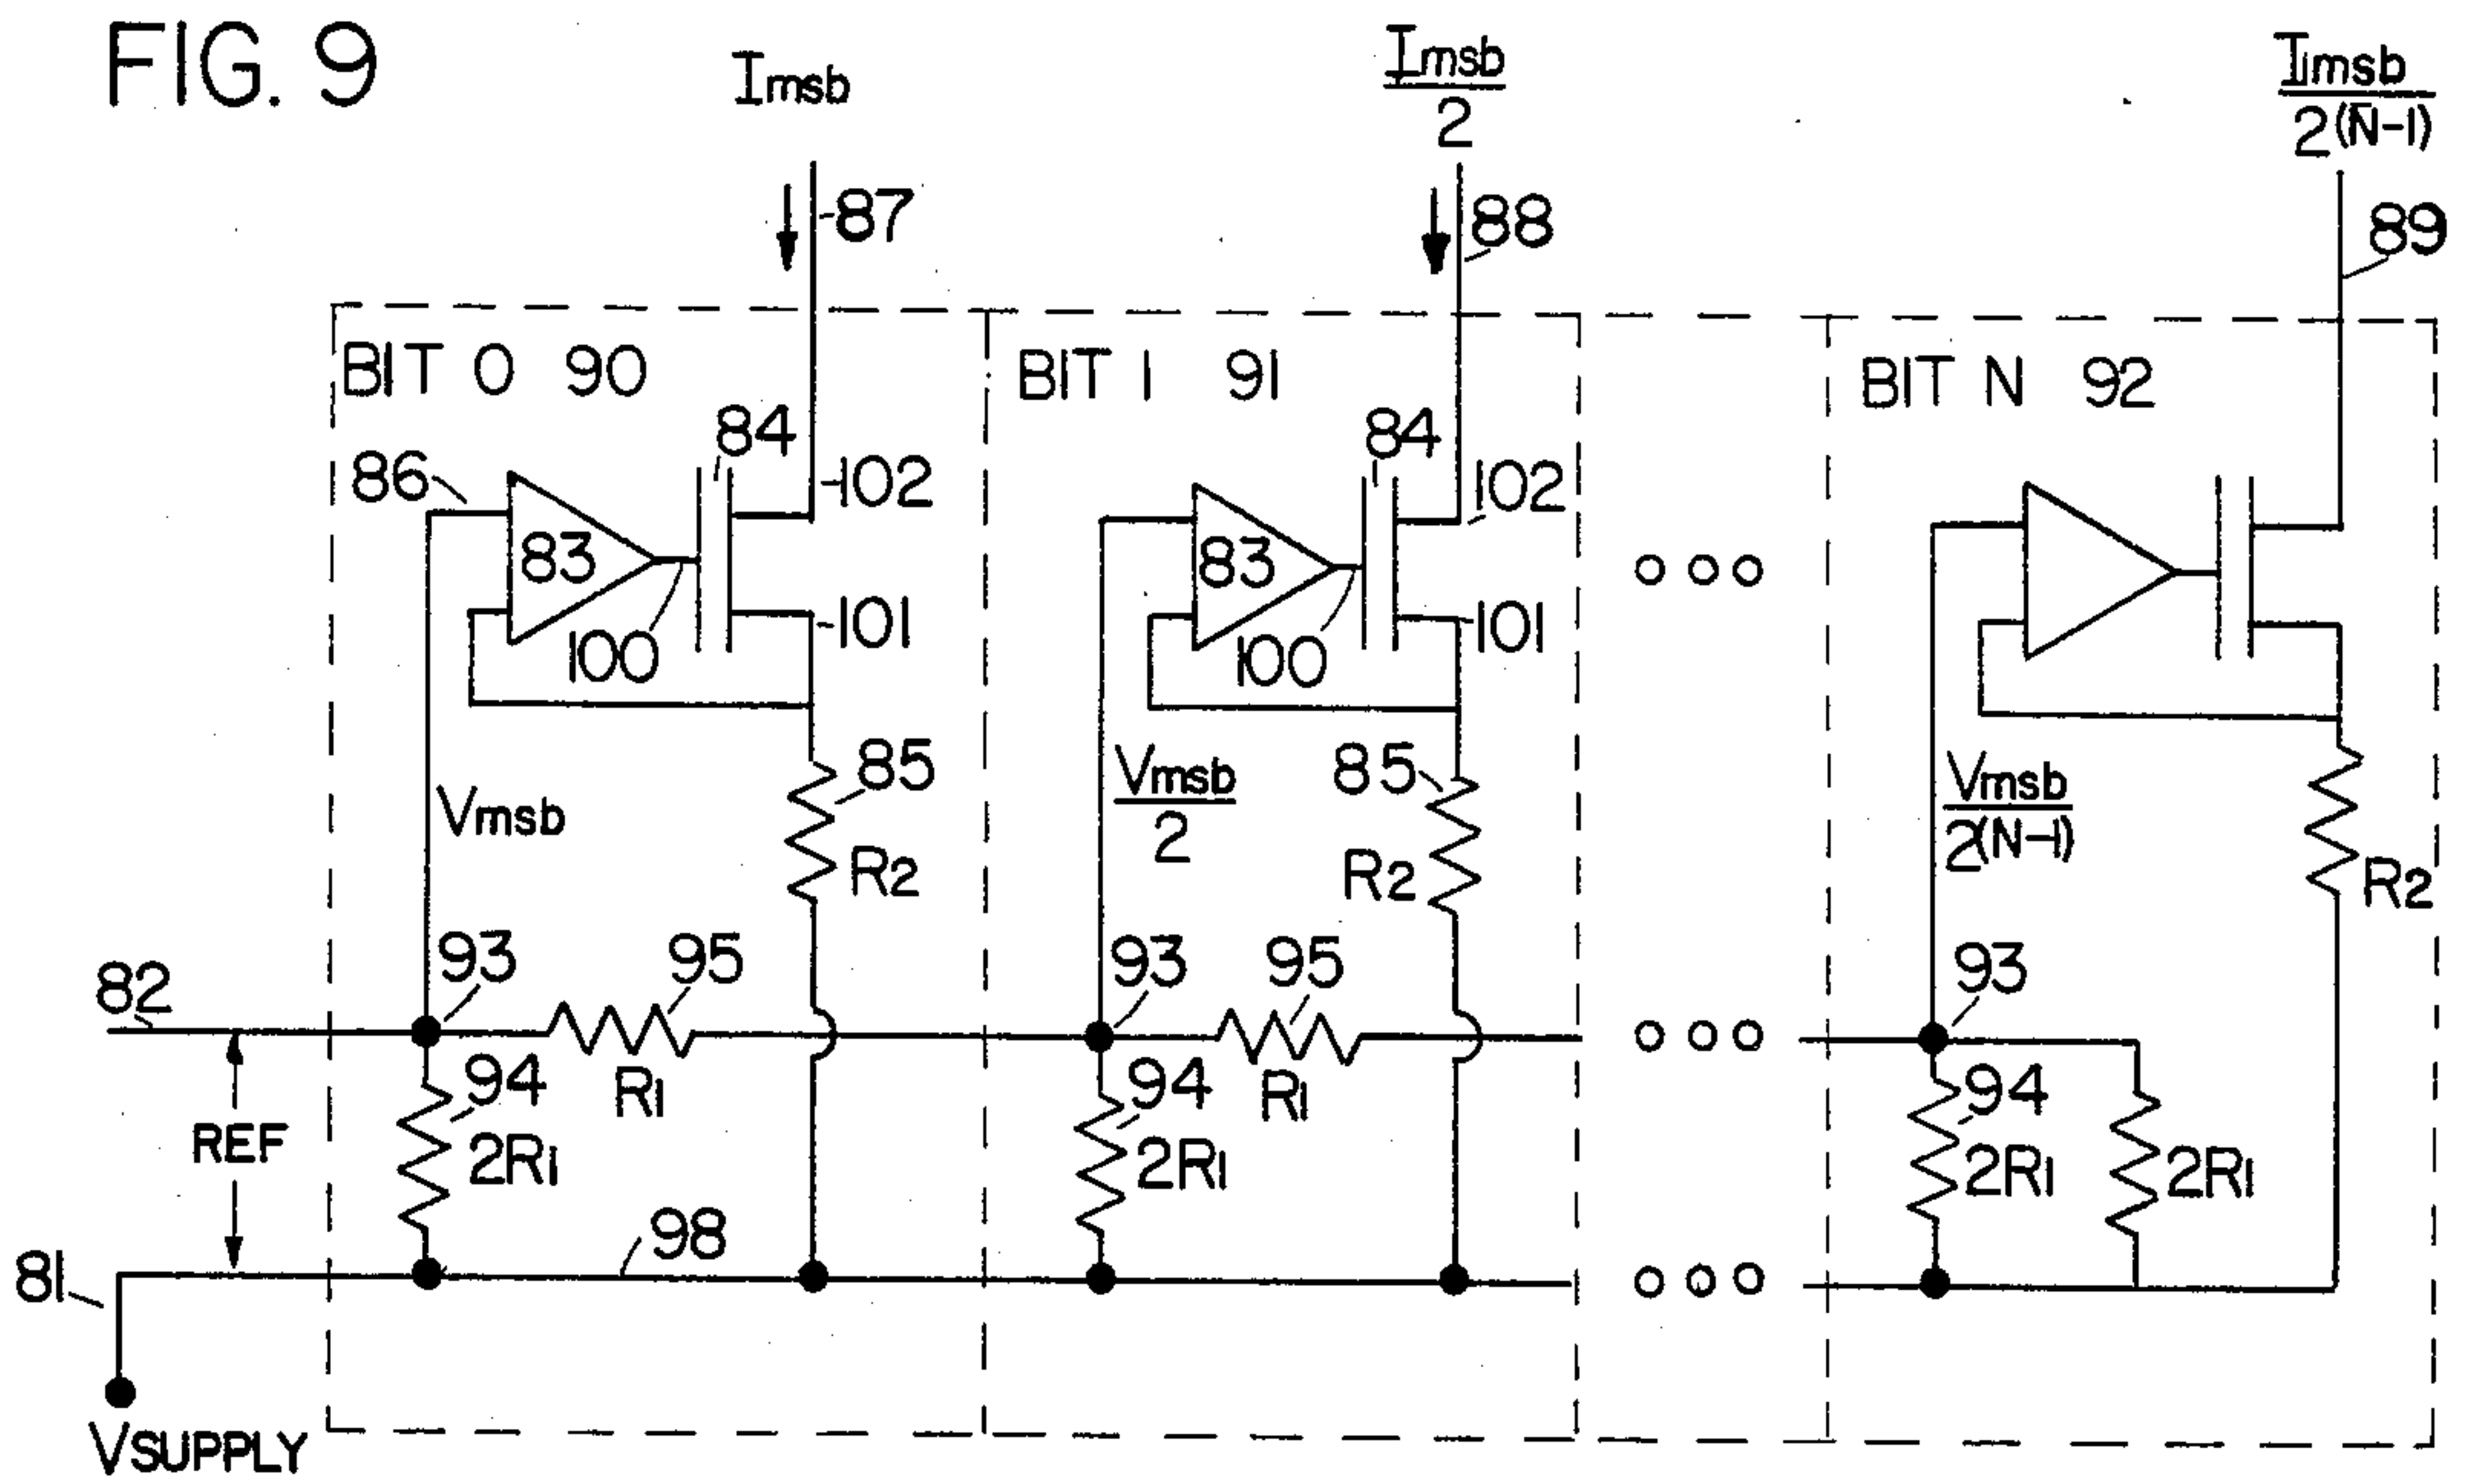 FIG. 9
Imsb
Imsb
2
Imsb
2(N-1)
87
88
89
BIT 0 90
BIT 1 91
BIT N 92
84
84
86
102
102
83
83
101
101
100
100
85
85
Vmsb
Vmsb
2
Vmsb
2(N-1)
R2
R2
R2
82
93
95
93
95
93
94
R1
94
R1
94
REF
2R1
2R1
2R1
2R1
98
81
VSUPPLY